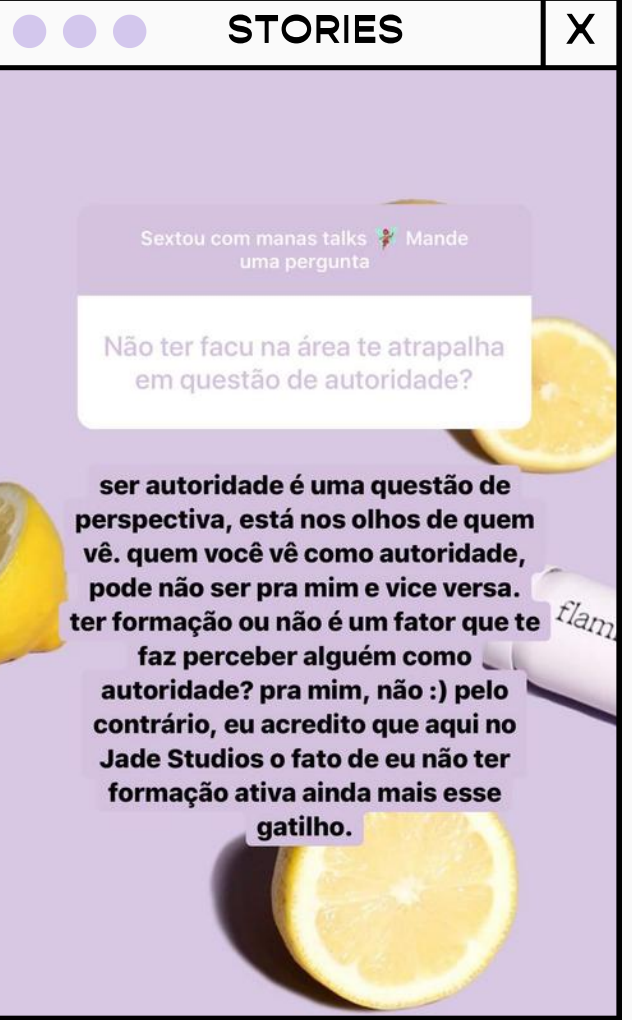 STORIES X
Sextou com manas talks 🧚 Mande
uma pergunta
Não ter facu na área te atrapalha
em questão de autoridade?
ser autoridade é uma questão de
perspectiva, está nos olhos de quem
vê. quem você vê como autoridade,
pode não ser pra mim e vice versa.
ter formação ou não é um fator que te
faz perceber alguém como
autoridade? pra mim, não :) pelo
contrário, eu acredito que aqui no
Jade Studios o fato de eu não ter
formação ativa ainda mais esse
gatilho.
flam